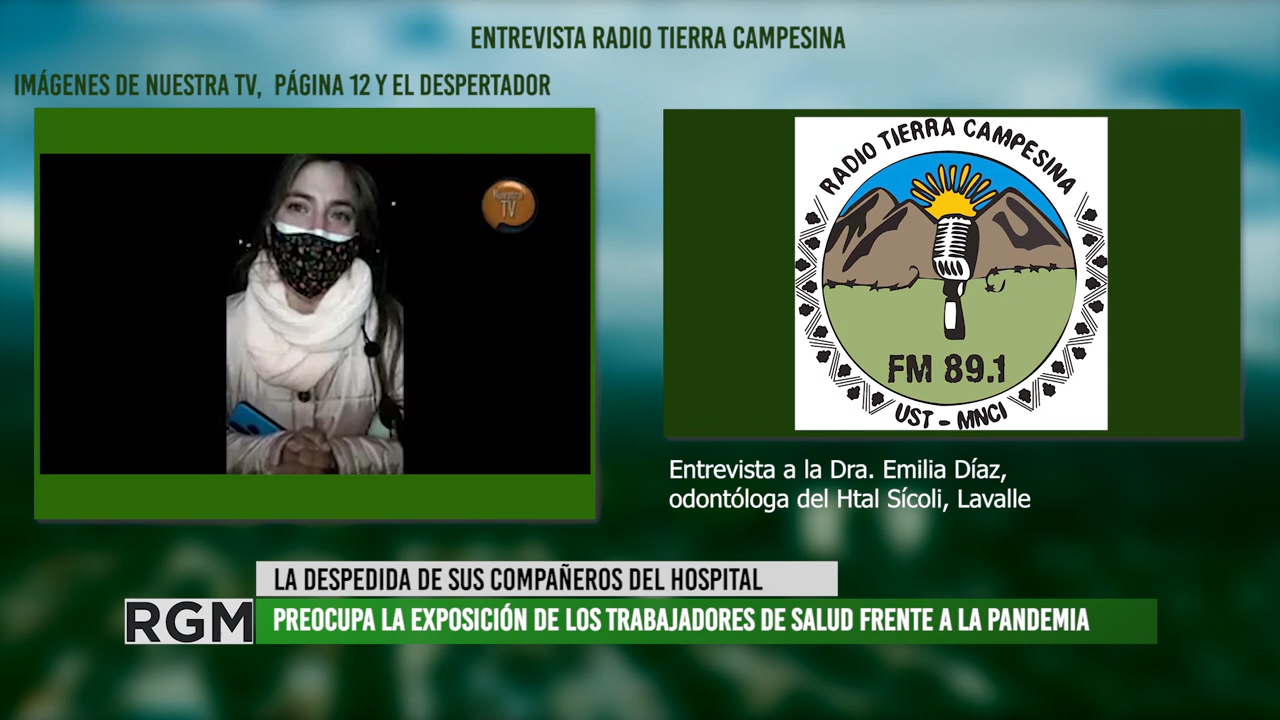 ENTREVISTA RADIO TIERRA CAMPESINA
IMÁGENES DE NUESTRA TV, PÁGINA 12 Y EL DESPERTADOR
Nuestra
TV
RADIO TIERRA CAMPESINA
FM 89.1
UST - MNCI
Entrevista a la Dra. Emilia Díaz,
odontóloga del Htal Sícoli, Lavalle
LA DESPEDIDA DE SUS COMPAÑEROS DEL HOSPITAL
RGM
PREOCUPA LA EXPOSICIÓN DE LOS TRABAJADORES DE SALUD FRENTE A LA PANDEMIA